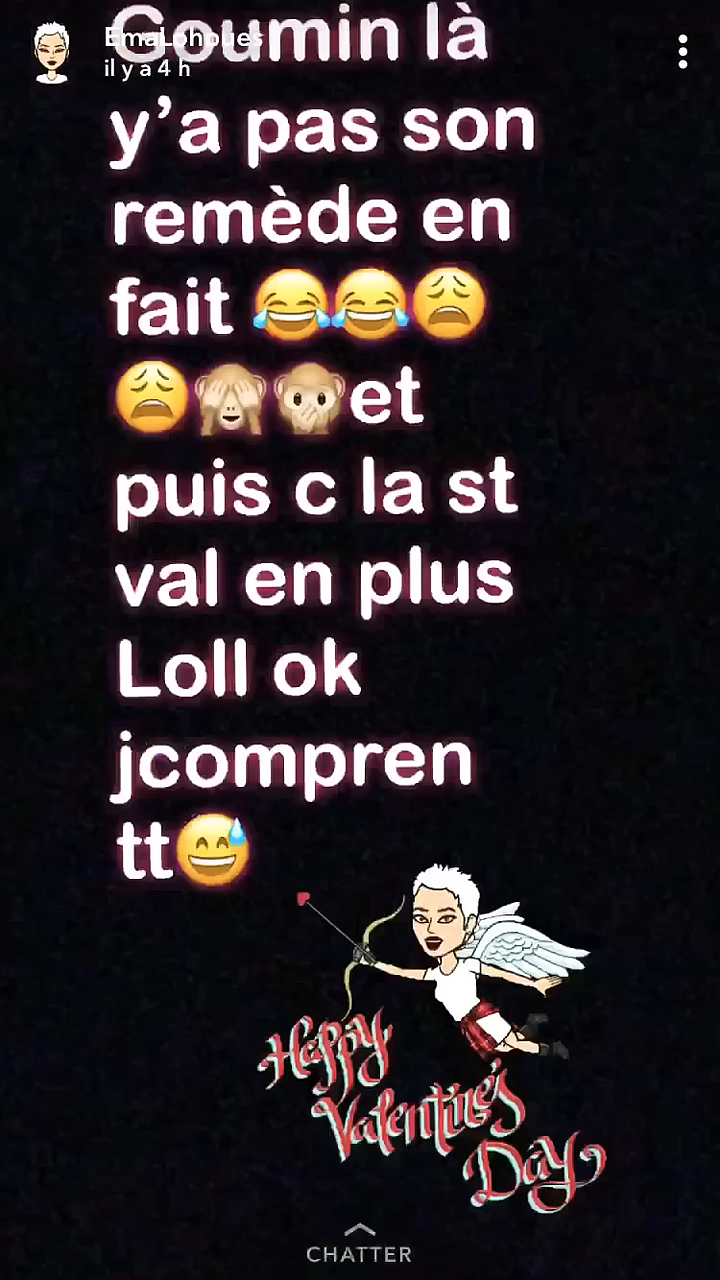 EmaLohoues
il y a 4 h
Goumin là
y’a pas son
remède en
fait 😂😂😩
😩🙈🙊et
puis c la st
val en plus
Loll ok
jcompren
tt😅
Happy
Valentine's
Day
CHATTER